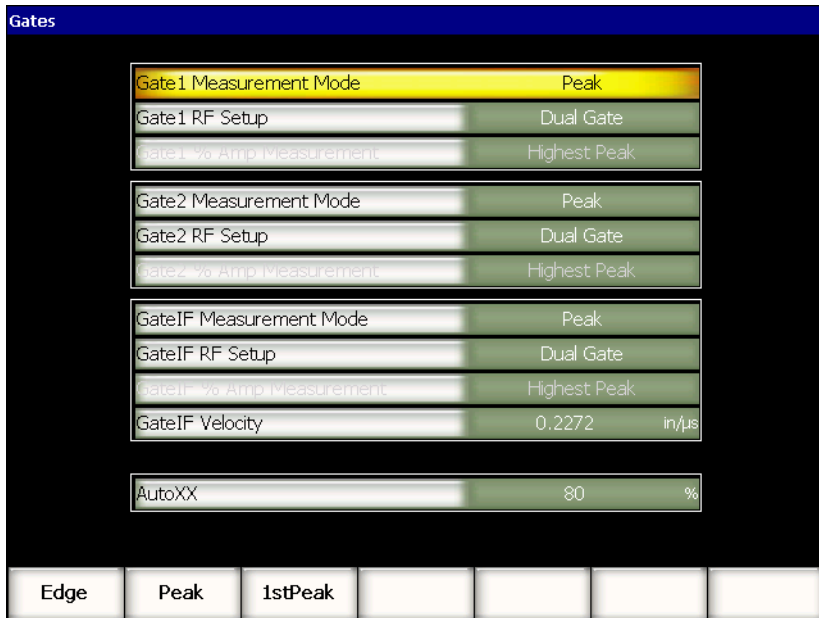 Gates
Gate1 Measurement Mode Peak
Gate1 RF Setup Dual Gate
Gate1 % Amp Measurement Highest Peak
Gate2 Measurement Mode Peak
Gate2 RF Setup Dual Gate
Gate2 % Amp Measurement Highest Peak
GateIF Measurement Mode Peak
GateIF RF Setup Dual Gate
GateIF % Amp Measurement Highest Peak
GateIF Velocity 0.2272 in/µs
AutoXX 80 %
Edge Peak 1stPeak